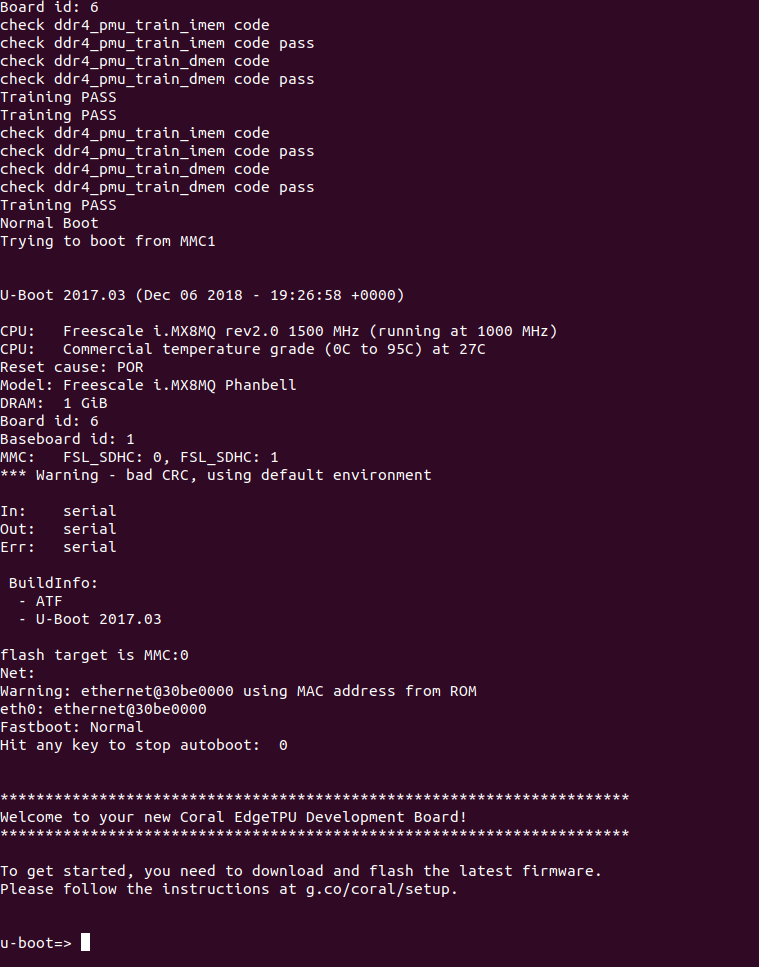 Board id: 6
check ddr4_pmu_train_imem code
check ddr4_pmu_train_imem code pass
check ddr4_pmu_train_dmem code
check ddr4_pmu_train_dmem code pass
Training PASS
Training PASS
check ddr4_pmu_train_imem code
check ddr4_pmu_train_imem code pass
check ddr4_pmu_train_dmem code
check ddr4_pmu_train_dmem code pass
Training PASS
Normal Boot
Trying to boot from MMC1
U-Boot 2017.03 (Dec 06 2018 - 19:26:58 +0000)
CPU:   Freescale i.MX8MQ rev2.0 1500 MHz (running at 1000 MHz)
CPU:   Commercial temperature grade (0C to 95C) at 27C
Reset cause: POR
Model: Freescale i.MX8MQ Phanbell
DRAM:  1 GiB
Board id: 6
Baseboard id: 1
MMC:   FSL_SDHC: 0, FSL_SDHC: 1
*** Warning - bad CRC, using default environment
In:    serial
Out:   serial
Err:   serial
BuildInfo:
- ATF
- U-Boot 2017.03
flash target is MMC:0
Net:
Warning: ethernet@30be0000 using MAC address from ROM
eth0: ethernet@30be0000
Fastboot: Normal
Hit any key to stop autoboot:  0
**********************************************************************
Welcome to your new Coral EdgeTPU Development Board!
**********************************************************************
To get started, you need to download and flash the latest firmware.
Please follow the instructions at g.co/coral/setup.
u-boot=>